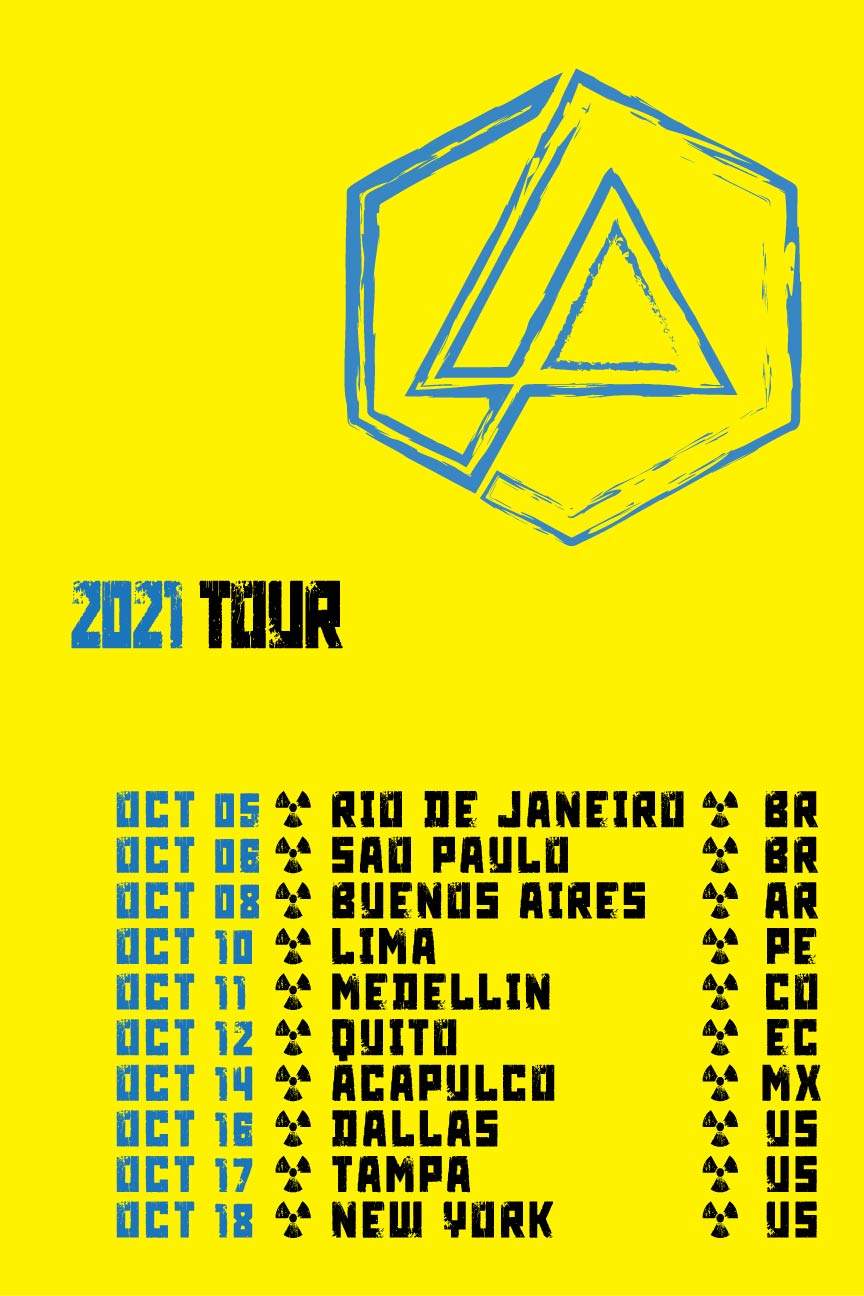 2021 TOUR
OCT 05 ☢ RIO DE JANEIRO ☢ BR
OCT 06 ☢ SAO PAULO ☢ BR
OCT 08 ☢ BUENOS AIRES ☢ AR
OCT 10 ☢ LIMA ☢ PE
OCT 11 ☢ MEDELLIN ☢ CO
OCT 12 ☢ QUITO ☢ EC
OCT 14 ☢ ACAPULCO ☢ MX
OCT 16 ☢ DALLAS ☢ US
OCT 17 ☢ TAMPA ☢ US
OCT 18 ☢ NEW YORK ☢ US